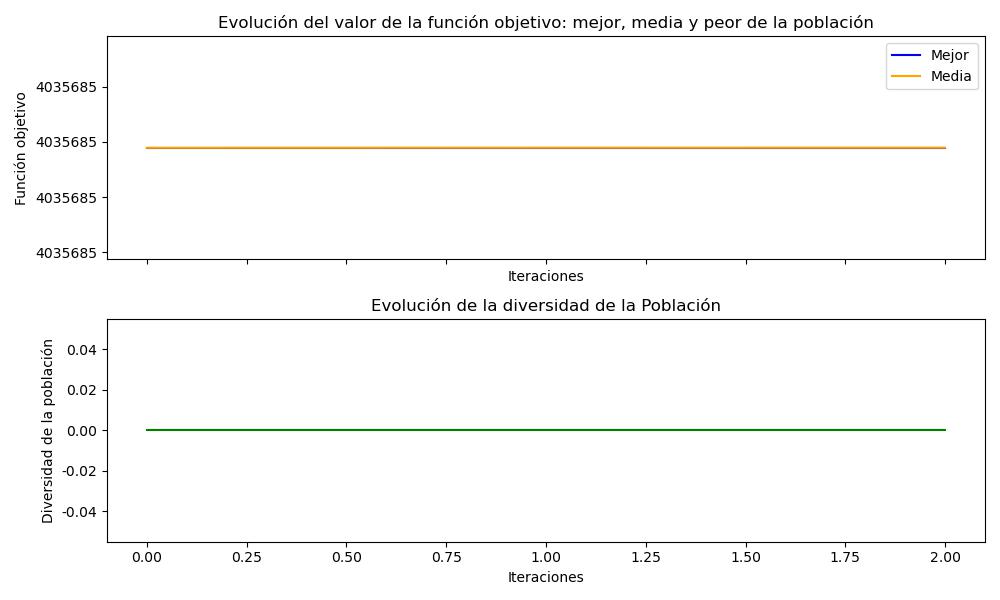 Evolución del valor de la función objetivo: mejor, media y peor de la población
Mejor
Media
Función objetivo
4035685
4035685
4035685
4035685
Iteraciones
Evolución de la diversidad de la Población
Diversidad de la población
0.04
0.02
0.00
-0.02
-0.04
0.00 0.25 0.50 0.75 1.00 1.25 1.50 1.75 2.00
Iteraciones